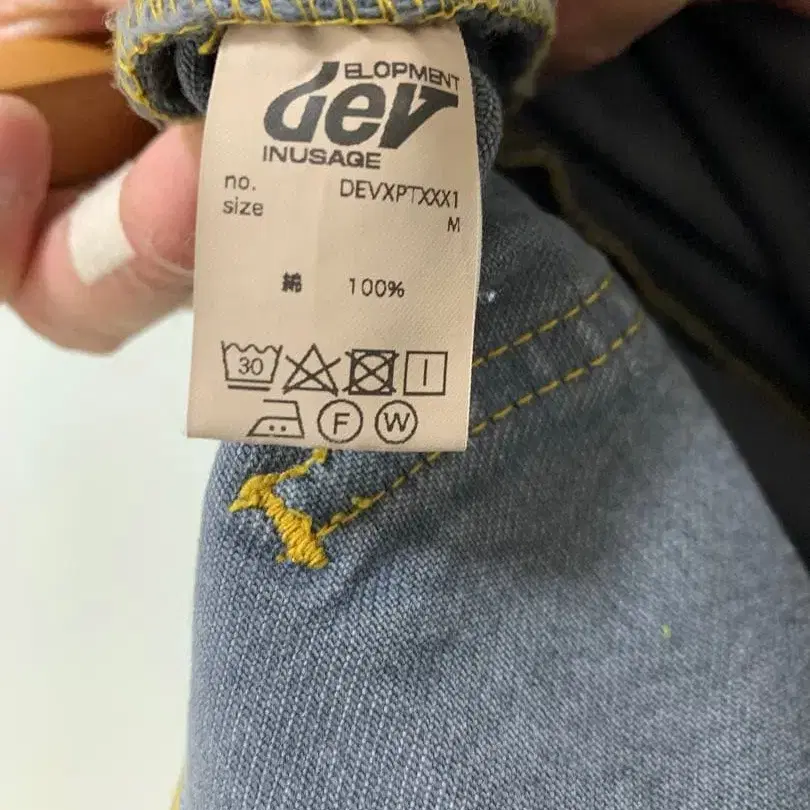 ELOPMENT
dev
INUSAGE
no. DEVXPTXXX1
size M
綿 100%
30
F W